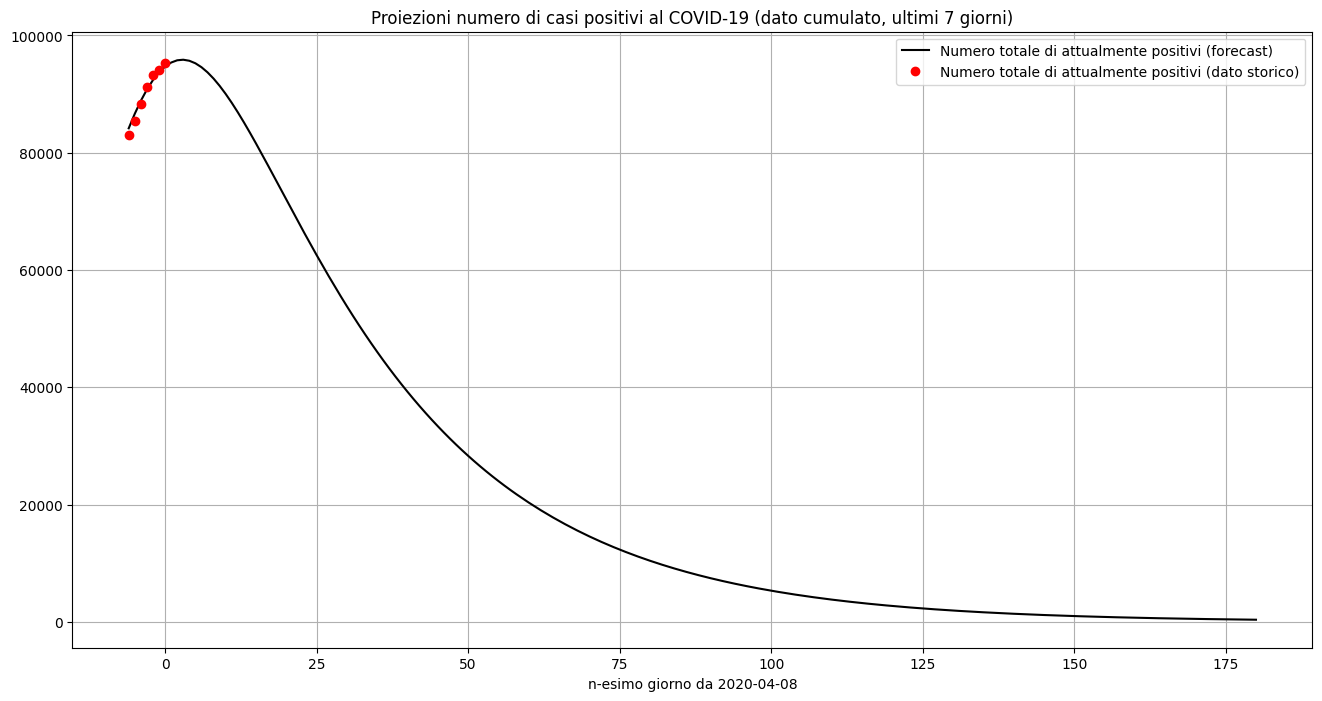 Proiezioni numero di casi positivi al COVID-19 (dato cumulato, ultimi 7 giorni)
Numero totale di attualmente positivi (forecast)
Numero totale di attualmente positivi (dato storico)
100000
80000
60000
40000
20000
0
0 25 50 75 100 125 150 175
n-esimo giorno da 2020-04-08